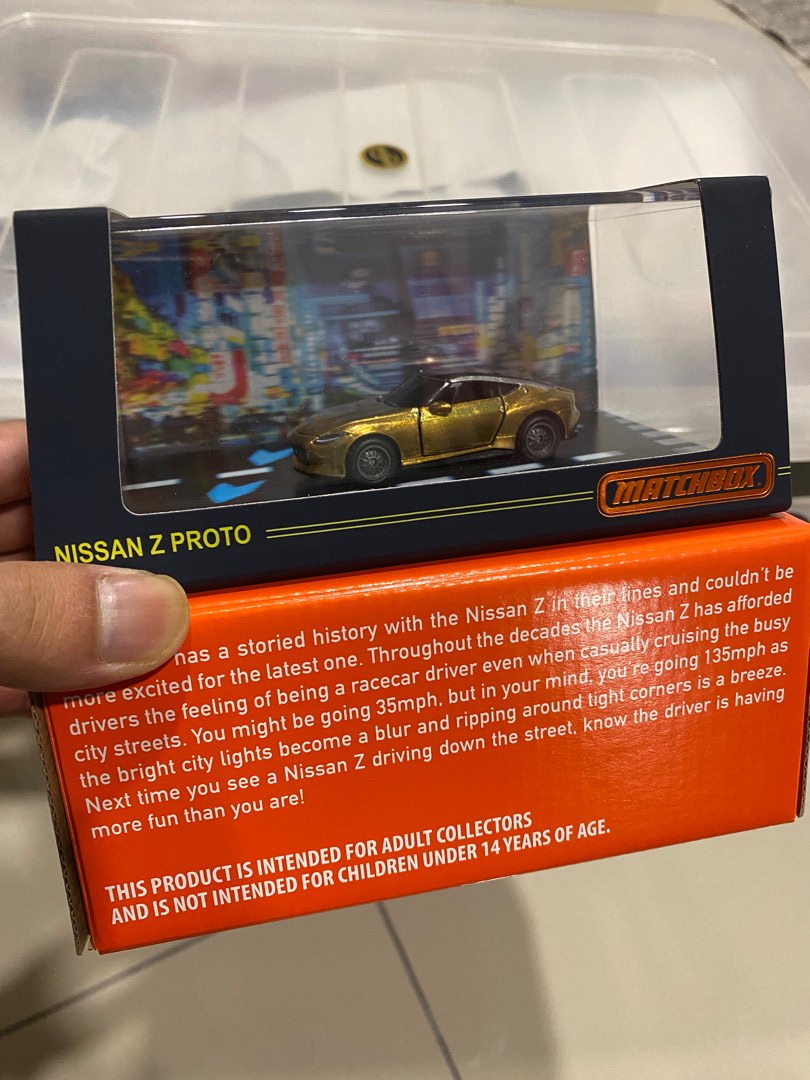 NISSAN Z PROTO
MATCHBOX
has a storied history with the Nissan Z in their lines and couldn't be
more excited for the latest one. Throughout the decades the Nissan Z has afforded
drivers the feeling of being a racecar driver even when casually cruising the busy
city streets. You might be going 35mph, but in your mind, you're going 135mph as
the bright city lights become a blur and ripping around tight corners is a breeze.
Next time you see a Nissan Z driving down the street, know the driver is having
more fun than you are!
THIS PRODUCT IS INTENDED FOR ADULT COLLECTORS
AND IS NOT INTENDED FOR CHILDREN UNDER 14 YEARS OF AGE.